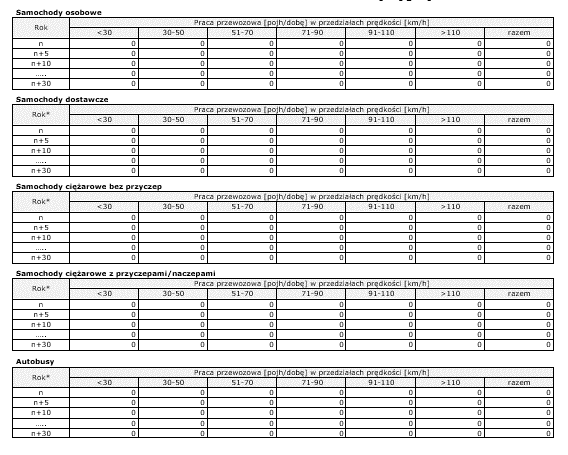 Samochody osobowe
Rok Praca przewozowa [pojh/dobę] w przedziałach prędkości [km/h]
<30 30-50 51-70 71-90 91-110 >110 razem
n 0 0 0 0 0 0 0
n+5 0 0 0 0 0 0 0
n+10 0 0 0 0 0 0 0
..... 0 0 0 0 0 0 0
n+30 0 0 0 0 0 0 0
Samochody dostawcze
Rok* Praca przewozowa [pojh/dobę] w przedziałach prędkości [km/h]
<30 30-50 51-70 71-90 91-110 >110 razem
n 0 0 0 0 0 0 0
n+5 0 0 0 0 0 0 0
n+10 0 0 0 0 0 0 0
..... 0 0 0 0 0 0 0
n+30 0 0 0 0 0 0 0
Samochody ciężarowe bez przyczep
Rok* Praca przewozowa [pojh/dobę] w przedziałach prędkości [km/h]
<30 30-50 51-70 71-90 91-110 >110 razem
n 0 0 0 0 0 0 0
n+5 0 0 0 0 0 0 0
n+10 0 0 0 0 0 0 0
..... 0 0 0 0 0 0 0
n+30 0 0 0 0 0 0 0
Samochody ciężarowe z przyczepami/naczepami
Rok* Praca przewozowa [pojh/dobę] w przedziałach prędkości [km/h]
<30 30-50 51-70 71-90 91-110 >110 razem
n 0 0 0 0 0 0 0
n+5 0 0 0 0 0 0 0
n+10 0 0 0 0 0 0 0
..... 0 0 0 0 0 0 0
n+30 0 0 0 0 0 0 0
Autobusy
Rok* Praca przewozowa [pojh/dobę] w przedziałach prędkości [km/h]
<30 30-50 51-70 71-90 91-110 >110 razem
n 0 0 0 0 0 0 0
n+5 0 0 0 0 0 0 0
n+10 0 0 0 0 0 0 0
..... 0 0 0 0 0 0 0
n+30 0 0 0 0 0 0 0